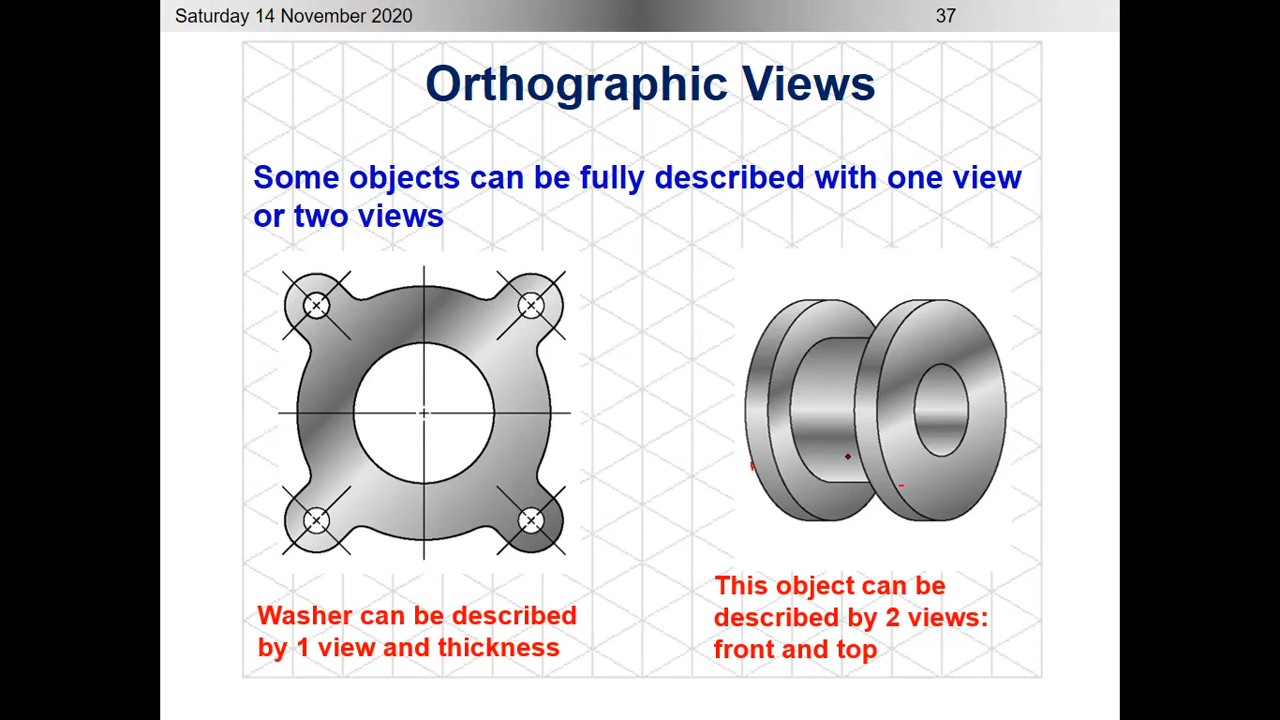 Saturday 14 November 2020 37
Orthographic Views
Some objects can be fully described with one view
or two views
Washer can be described
by 1 view and thickness
This object can be
described by 2 views:
front and top